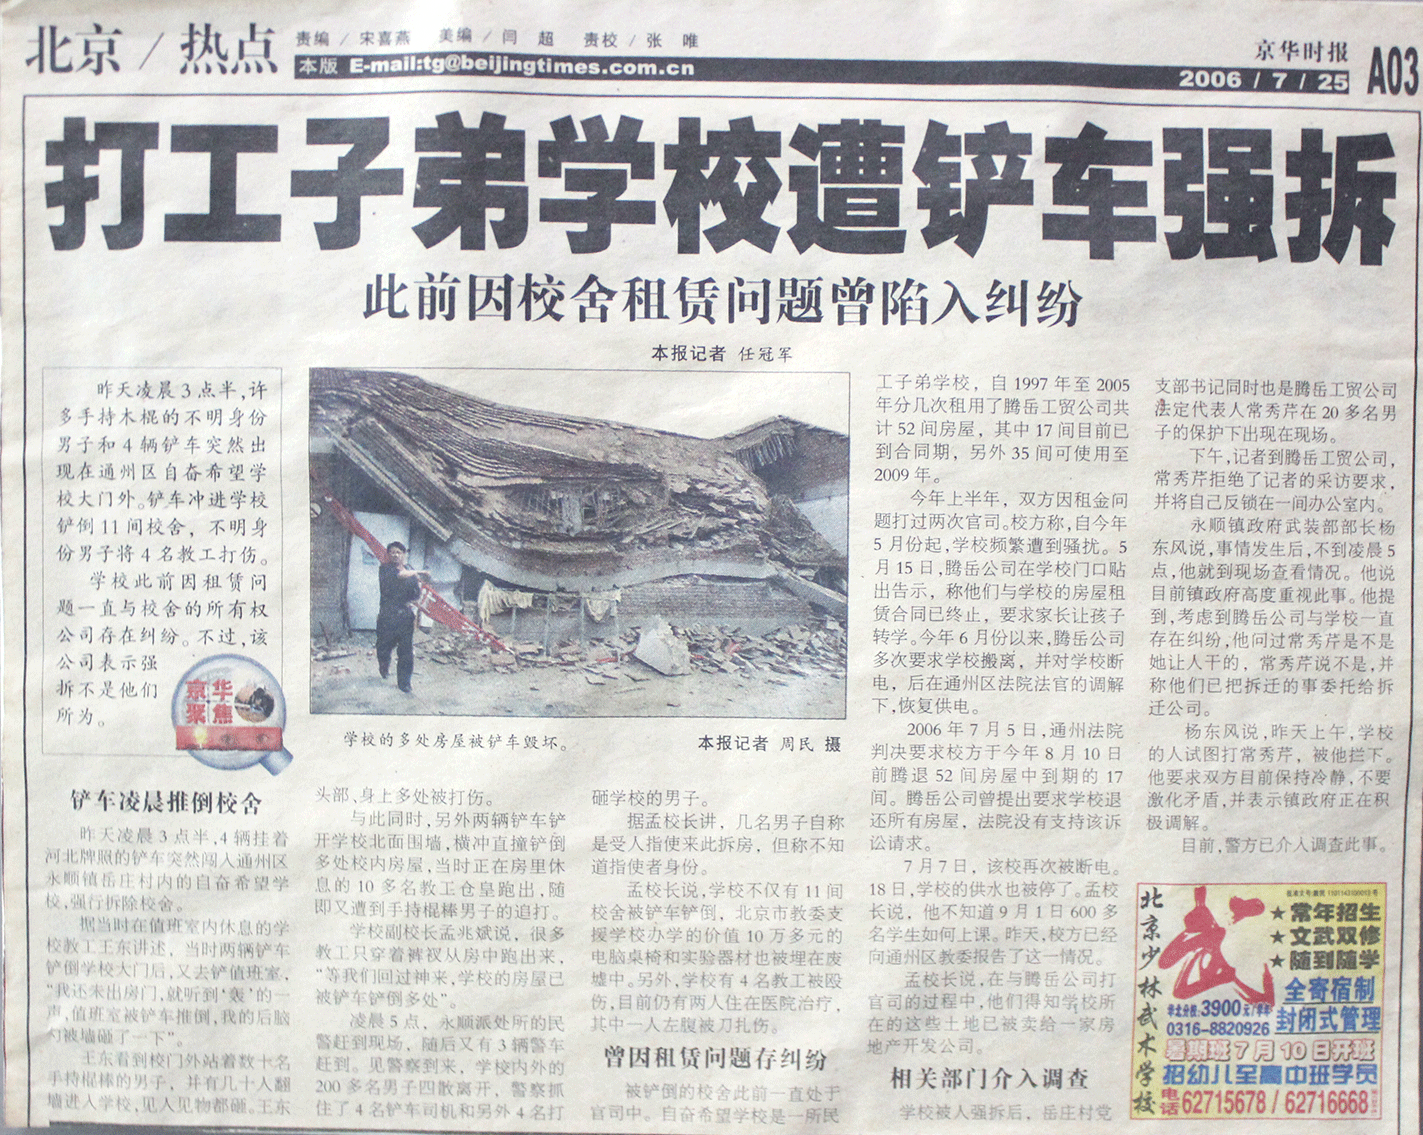 北京 / 热点
责编 / 宋喜燕 美编 / 闫 超 责校 / 张 唯
本版 E-mail:tg@beijingtimes.com.cn
京华时报
2006 / 7 / 25
A03
打工子弟学校遭铲车强拆
此前因校舍租赁问题曾陷入纠纷
本报记者 任冠军
昨天凌晨3点半,许
多手持木棍的不明身份
男子和4辆铲车突然出
现在通州区自奋希望学
校大门外。铲车冲进学校
铲倒11间校舍，不明身
份男子将4名教工打伤。
学校此前因租赁问
题一直与校舍的所有权
公司存在纠纷。不过,该
公司表示强
拆不是他们
所为。
京华
聚焦
学校的多处房屋被铲车毁坏。
本报记者 周民 摄
铲车凌晨推倒校舍
昨天凌晨3点半,4辆挂着
河北牌照的铲车突然闯入通州区
永顺镇岳庄村内的自奋希望学
校,强行拆除校舍。
据当时在值班室内休息的学
校教工王东讲述，当时两辆铲车
铲倒学校大门后,又去铲值班室,
“我还未出房门,就听到‘轰’的一
声,值班室被铲车推倒,我的后脑
勺被墙砸了一下”。
王东看到校门外站着数十名
手持棍棒的男子，并有几十人翻
墙进入学校,见人见物都砸。王东
头部,身上多处被打伤。
与此同时,另外两辆铲车铲
开学校北面围墙,横冲直撞铲倒
多处校内房屋,当时正在房里休
息的10多名教工仓皇跑出,随
即又遭到手持棍棒男子的追打。
学校副校长孟兆斌说，很多
教工只穿着裤衩从房中跑出来,
“等我们回过神来,学校的房屋已
被铲车铲倒多处”。
凌晨5点，永顺派处所的民
警赶到现场，随后又有3辆警车
赶到。见警察到来，学校内外的
200多名男子四散离开，警察抓
住了4名铲车司机和另外4名打
砸学校的男子。
据孟校长讲，几名男子自称
是受人指使来此拆房，但称不知
道指使者身份。
孟校长说,学校不仅有11间
校舍被铲车铲倒，北京市教委支
援学校办学的价值10万多元的
电脑桌椅和实验器材也被埋在废
墟中。另外,学校有4名教工被殴
伤,目前仍有两人住在医院治疗,
其中一人左腹被刀扎伤。
曾因租赁问题存纠纷
被铲倒的校舍此前一直处于
官司中。自奋希望学校是一所民
工子弟学校，自1997年至2005
年分几次租用了腾岳工贸公司共
计52间房屋，其中17间目前已
到合同期，另外35间可使用至
2009年。
今年上半年，双方因租金问
题打过两次官司。校方称,自今年
5月份起,学校频繁遭到骚扰。5
月15日,腾岳公司在学校门口贴
出告示，称他们与学校的房屋租
赁合同已终止，要求家长让孩子
转学。今年6月份以来,腾岳公司
多次要求学校搬离，并对学校断
电，后在通州区法院法官的调解
下,恢复供电。
2006年7月5日,通州法院
判决要求校方于今年8月10日
前腾退52间房屋中到期的17
间。腾岳公司曾提出要求学校退
还所有房屋，法院没有支持该诉
讼请求。
7月7日，该校再次被断电。
18日,学校的供水也被停了。孟校
长说，他不知道9月1日600多
名学生如何上课。昨天,校方已经
向通州区教委报告了这一情况。
孟校长说,在与腾岳公司打
官司的过程中,他们得知学校所
在的这些土地已被卖给一家房
地产开发公司。
相关部门介入调查
学校被人强拆后，岳庄村党
支部书记同时也是腾岳工贸公司
法定代表人常秀芹在20多名男
子的保护下出现在现场。
下午,记者到腾岳工贸公司,
常秀芹拒绝了记者的采访要求,
并将自己反锁在一间办公室内。
永顺镇政府武装部部长杨
东风说,事情发生后,不到凌晨5
点,他就到现场查看情况。他说
目前镇政府高度重视此事。他提
到,考虑到腾岳公司与学校一直
存在纠纷,他问过常秀芹是不是
她让人干的，常秀芹说不是,并
称他们已把拆迁的事委托给拆
迁公司。
杨东风说，昨天上午,学校
的人试图打常秀芹，被他拦下。
他要求双方目前保持冷静,不要
激化矛盾,并表示镇政府正在积
极调解。
目前,警方已介入调查此事。
北京少林武术学校
武
★常年招生
★文武双修
★随到随学
全寄宿制
封闭式管理
华北分校: 3900元/学年
0316-8820926
暑期班7月10日开班
招幼儿至高中班学员
电话 62715678 / 62716668